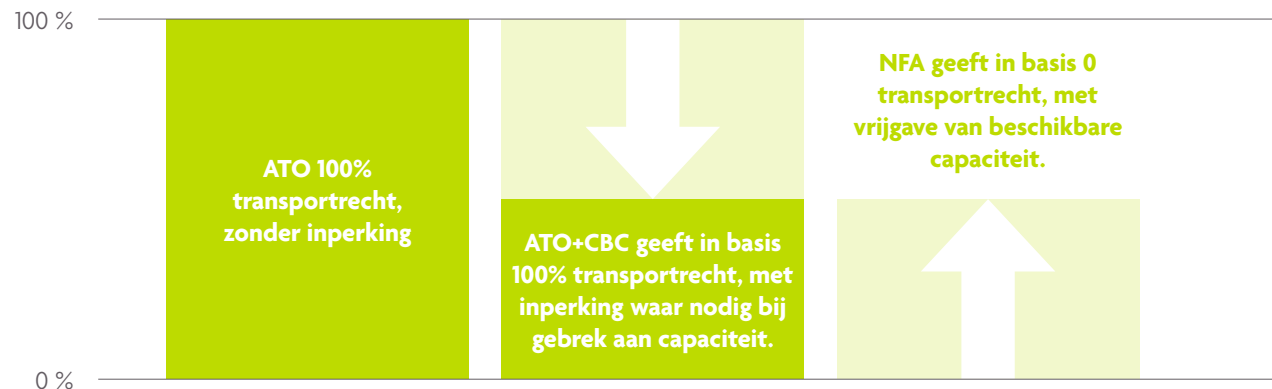 100 %
ATO 100%
transportrecht,
zonder inperking
ATO+CBC geeft in basis
100% transportrecht, met
inperking waar nodig bij
gebrek aan capaciteit.
NFA geeft in basis 0
transportrecht, met
vrijgave van beschikbare
capaciteit.
0 %